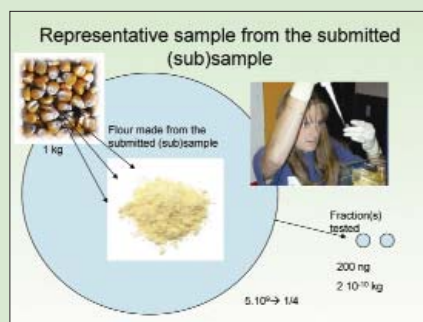 Representative sample from the submitted
(sub)sample
1 kg
Flour made from the
submitted (sub)sample
Fraction(s)
tested
200 ng
2 10⁻¹⁰ kg
5.10⁹→ 1/4